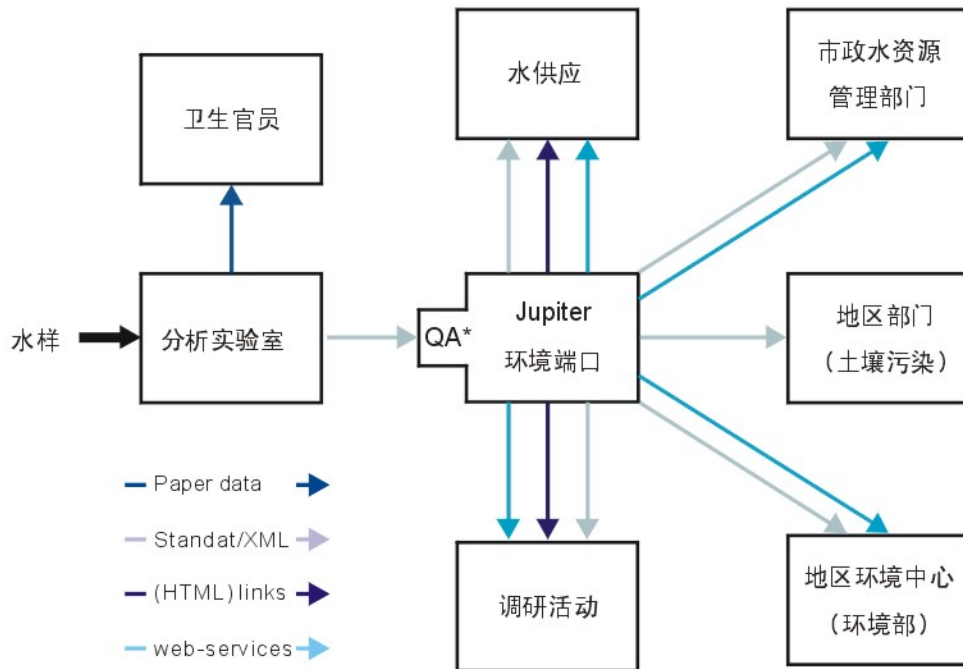 水供应
市政水资源
管理部门
卫生官员
水样
分析实验室
QA*
Jupiter
环境端口
地区部门
（土壤污染）
Paper data
Standat/XML
(HTML)links
web-services
调研活动
地区环境中心
（环境部）